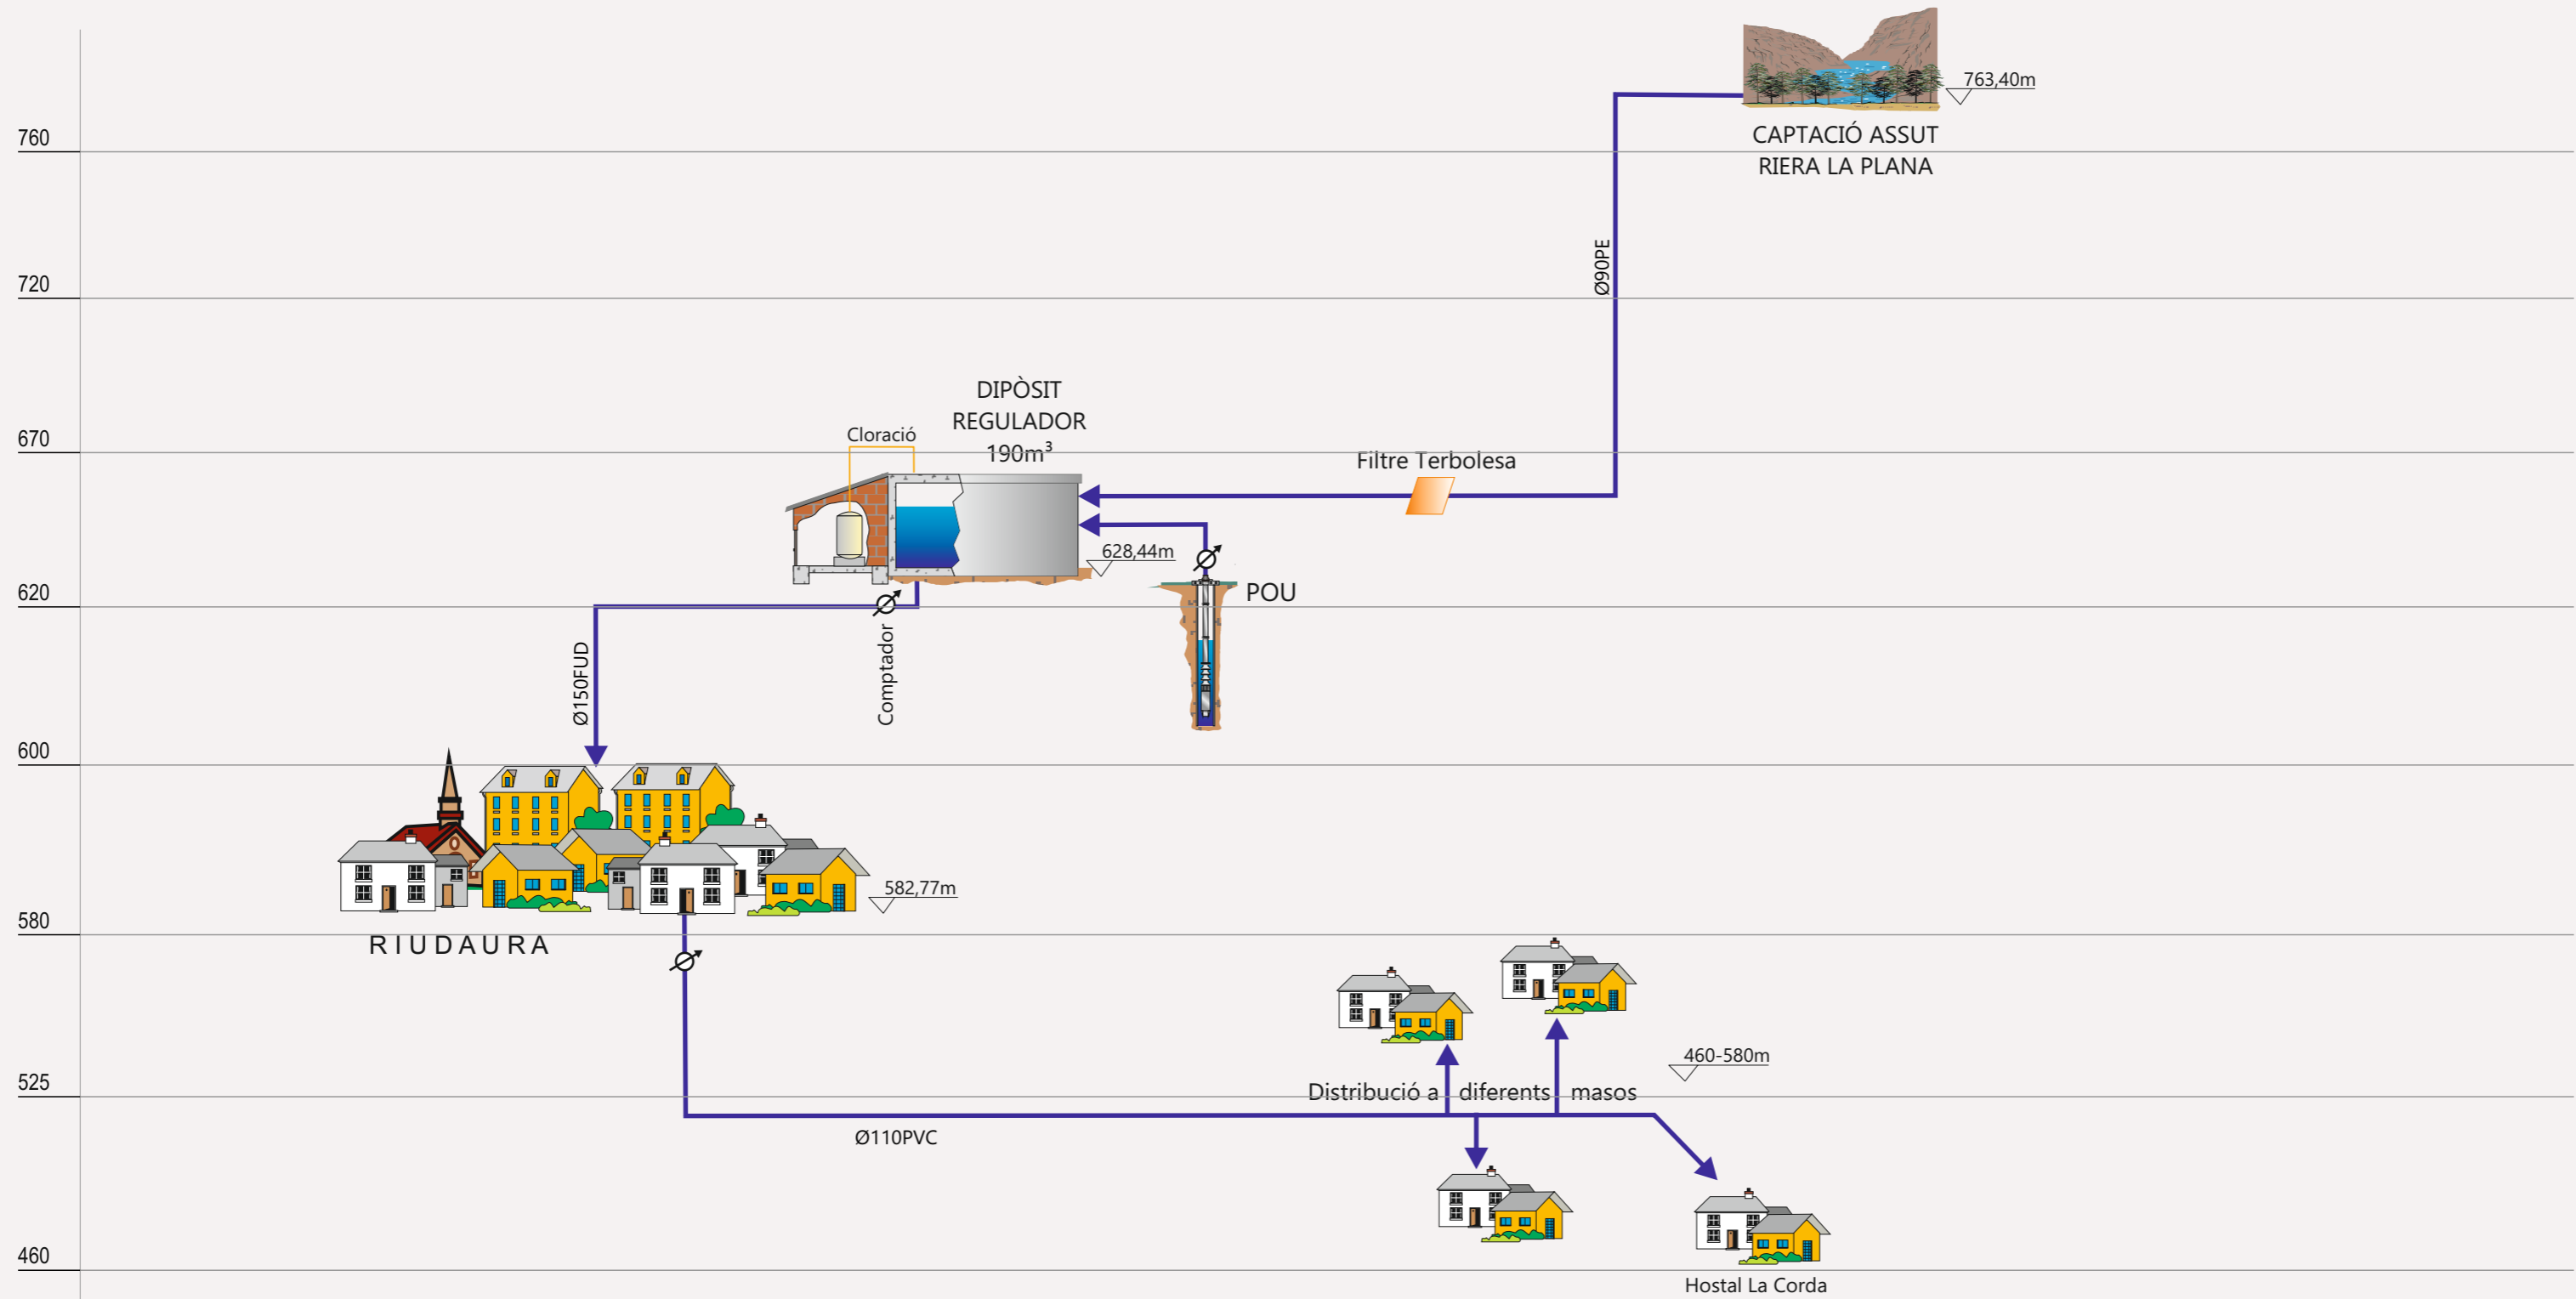 763,40m
CAPTACIÓ ASSUT
RIERA LA PLANA
760
Ø90PE
720
DIPÒSIT
REGULADOR
190m³
Cloració
670
Filtre Terbolesa
628,44m
POU
620
Comptador
Ø150FUD
600
582,77m
580
RIUDAURA
460-580m
525
Distribució a diferents masos
Ø110PVC
460
Hostal La Corda